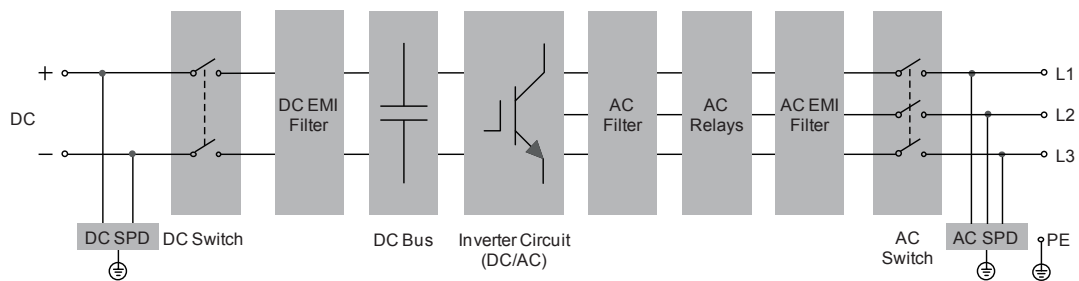 +
DC
−
DC SPD
DC Switch
DC EMI
Filter
DC Bus
Inverter Circuit
(DC/AC)
AC
Filter
AC
Relays
AC EMI
Filter
AC
Switch
AC SPD
L1
L2
L3
PE